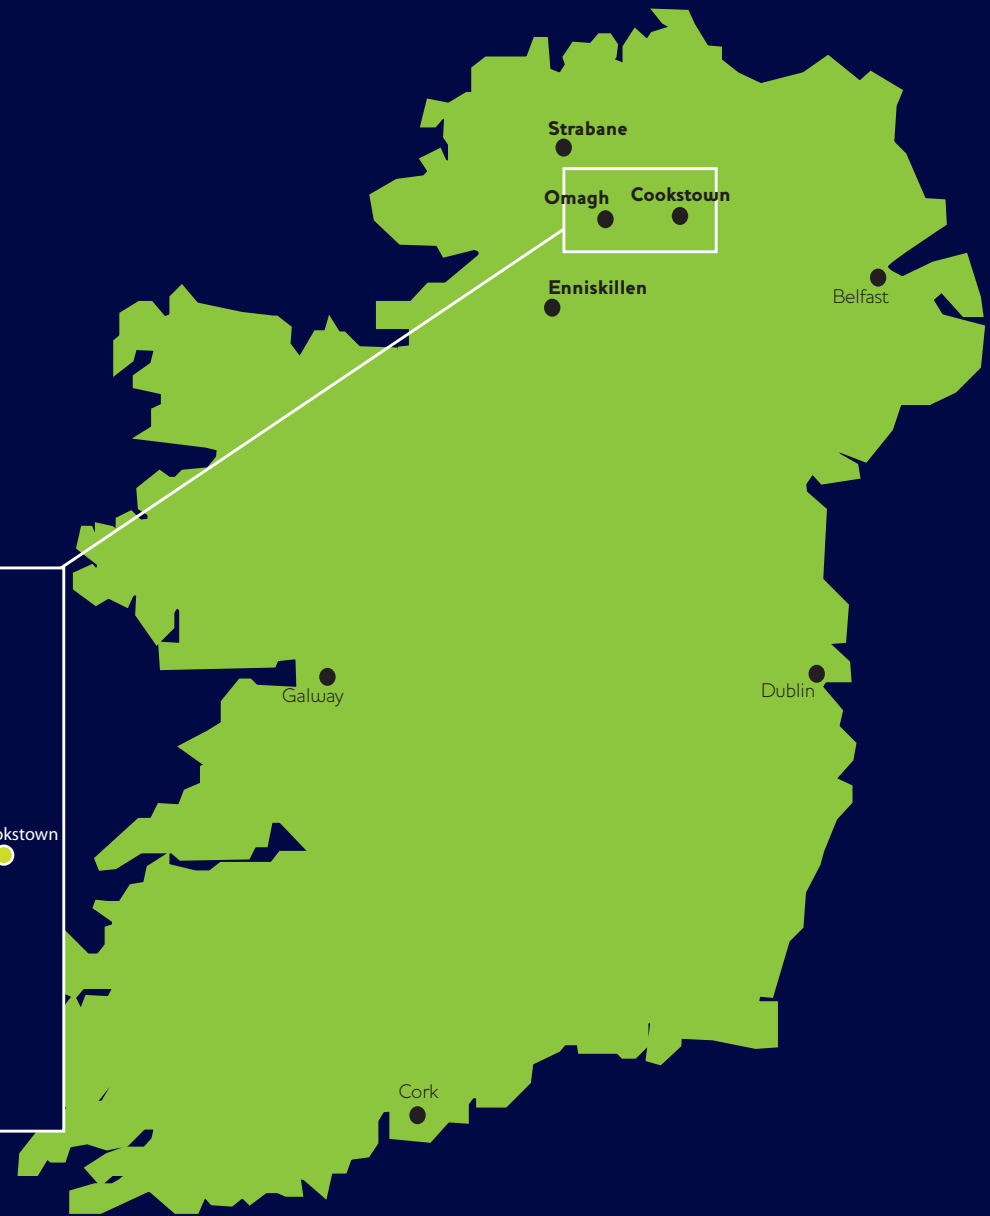 Strabane
Omagh
Cookstown
Enniskillen
Belfast
Galway
Dublin
okstown
Cork